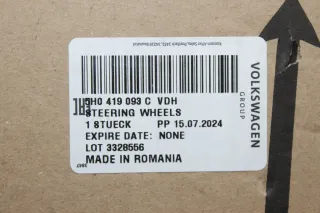 5H0 419 093 C VDH
STEERING WHEELS
1 STUECK PP 15.07.2024
EXPIRE DATE: NONE
LOT 3328556
MADE IN ROMANIA
VOLKSWAGEN
GROUP